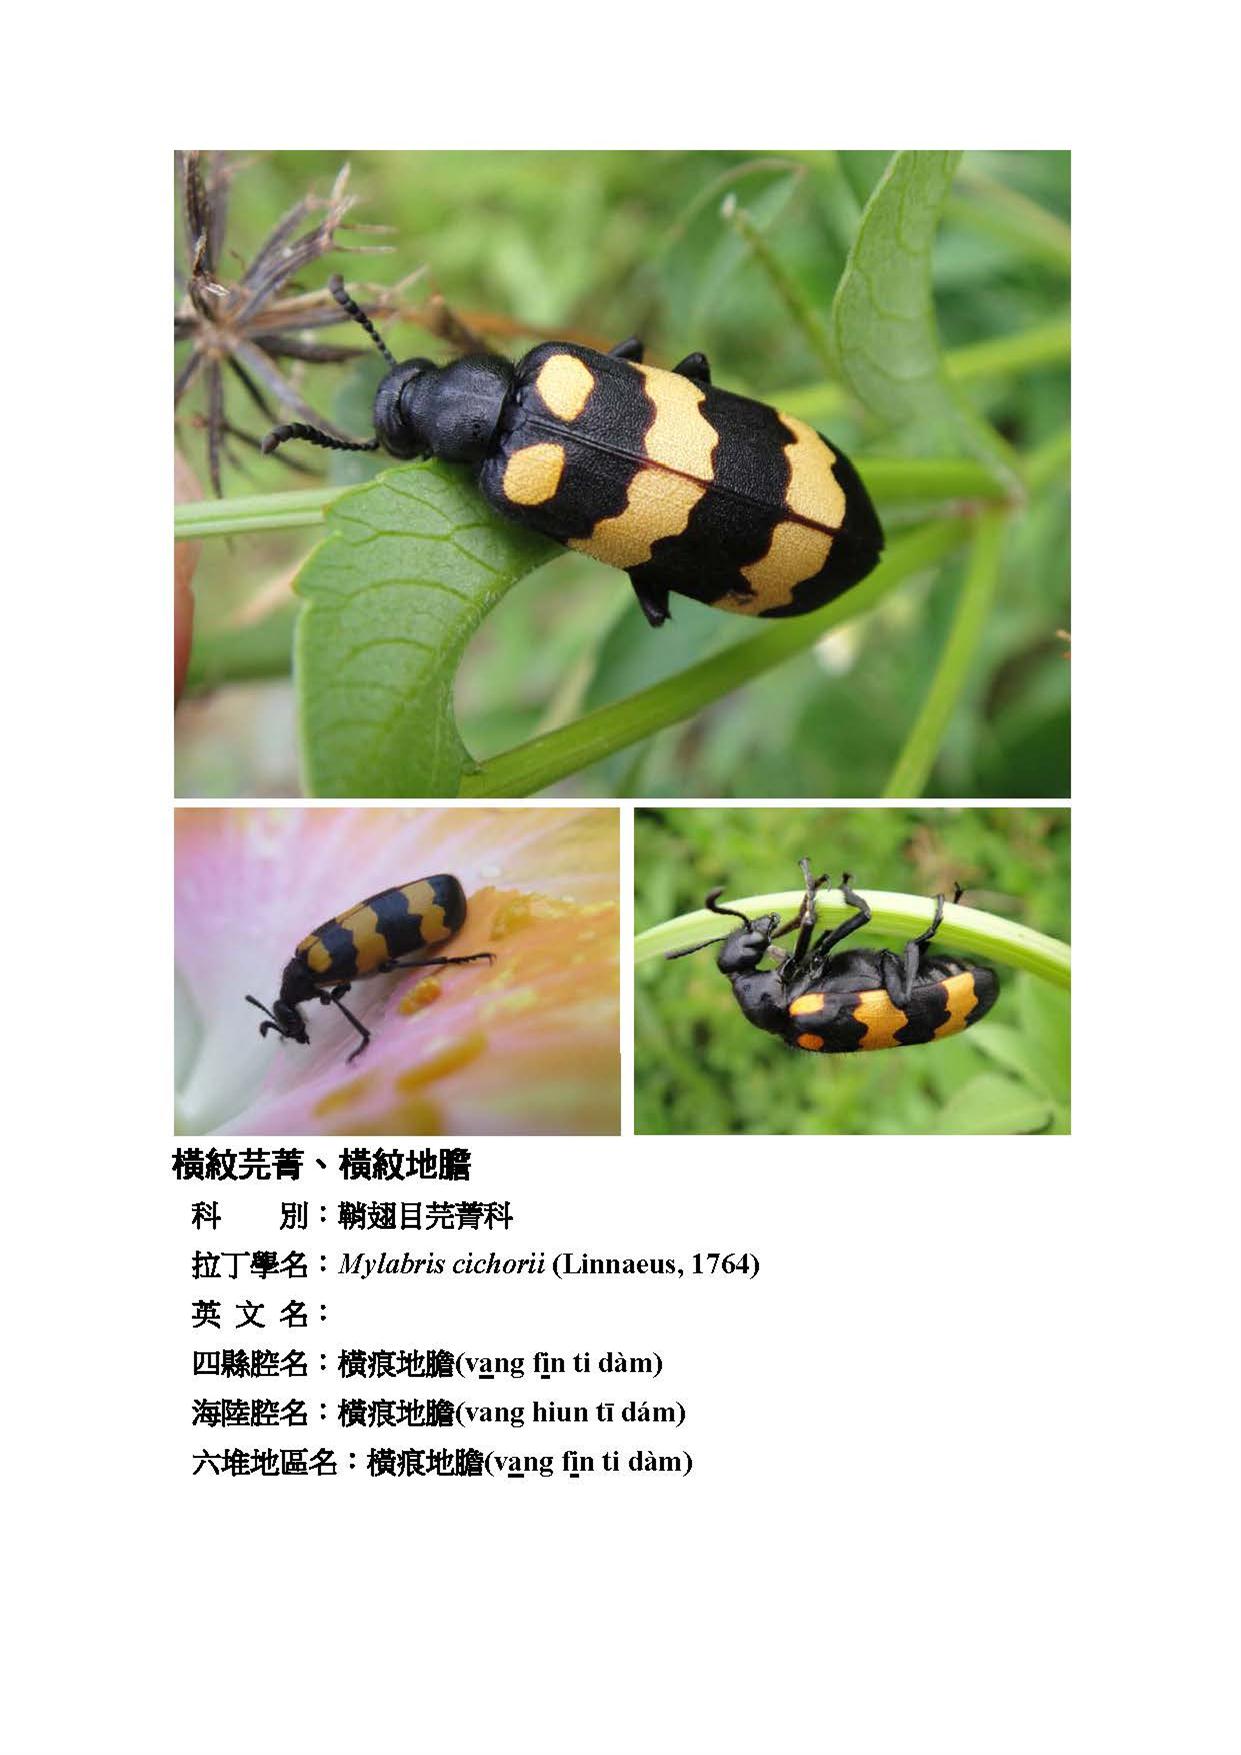 橫紋芫菁、橫紋地膽
科　　別：鞘翅目芫菁科
拉丁學名：Mylabris cichorii (Linnaeus, 1764)
英 文 名：
四縣腔名：橫痕地膽(vang fin ti dàm)
海陸腔名：橫痕地膽(vang hiun tī dám)
六堆地區名：橫痕地膽(vang fin ti dàm)